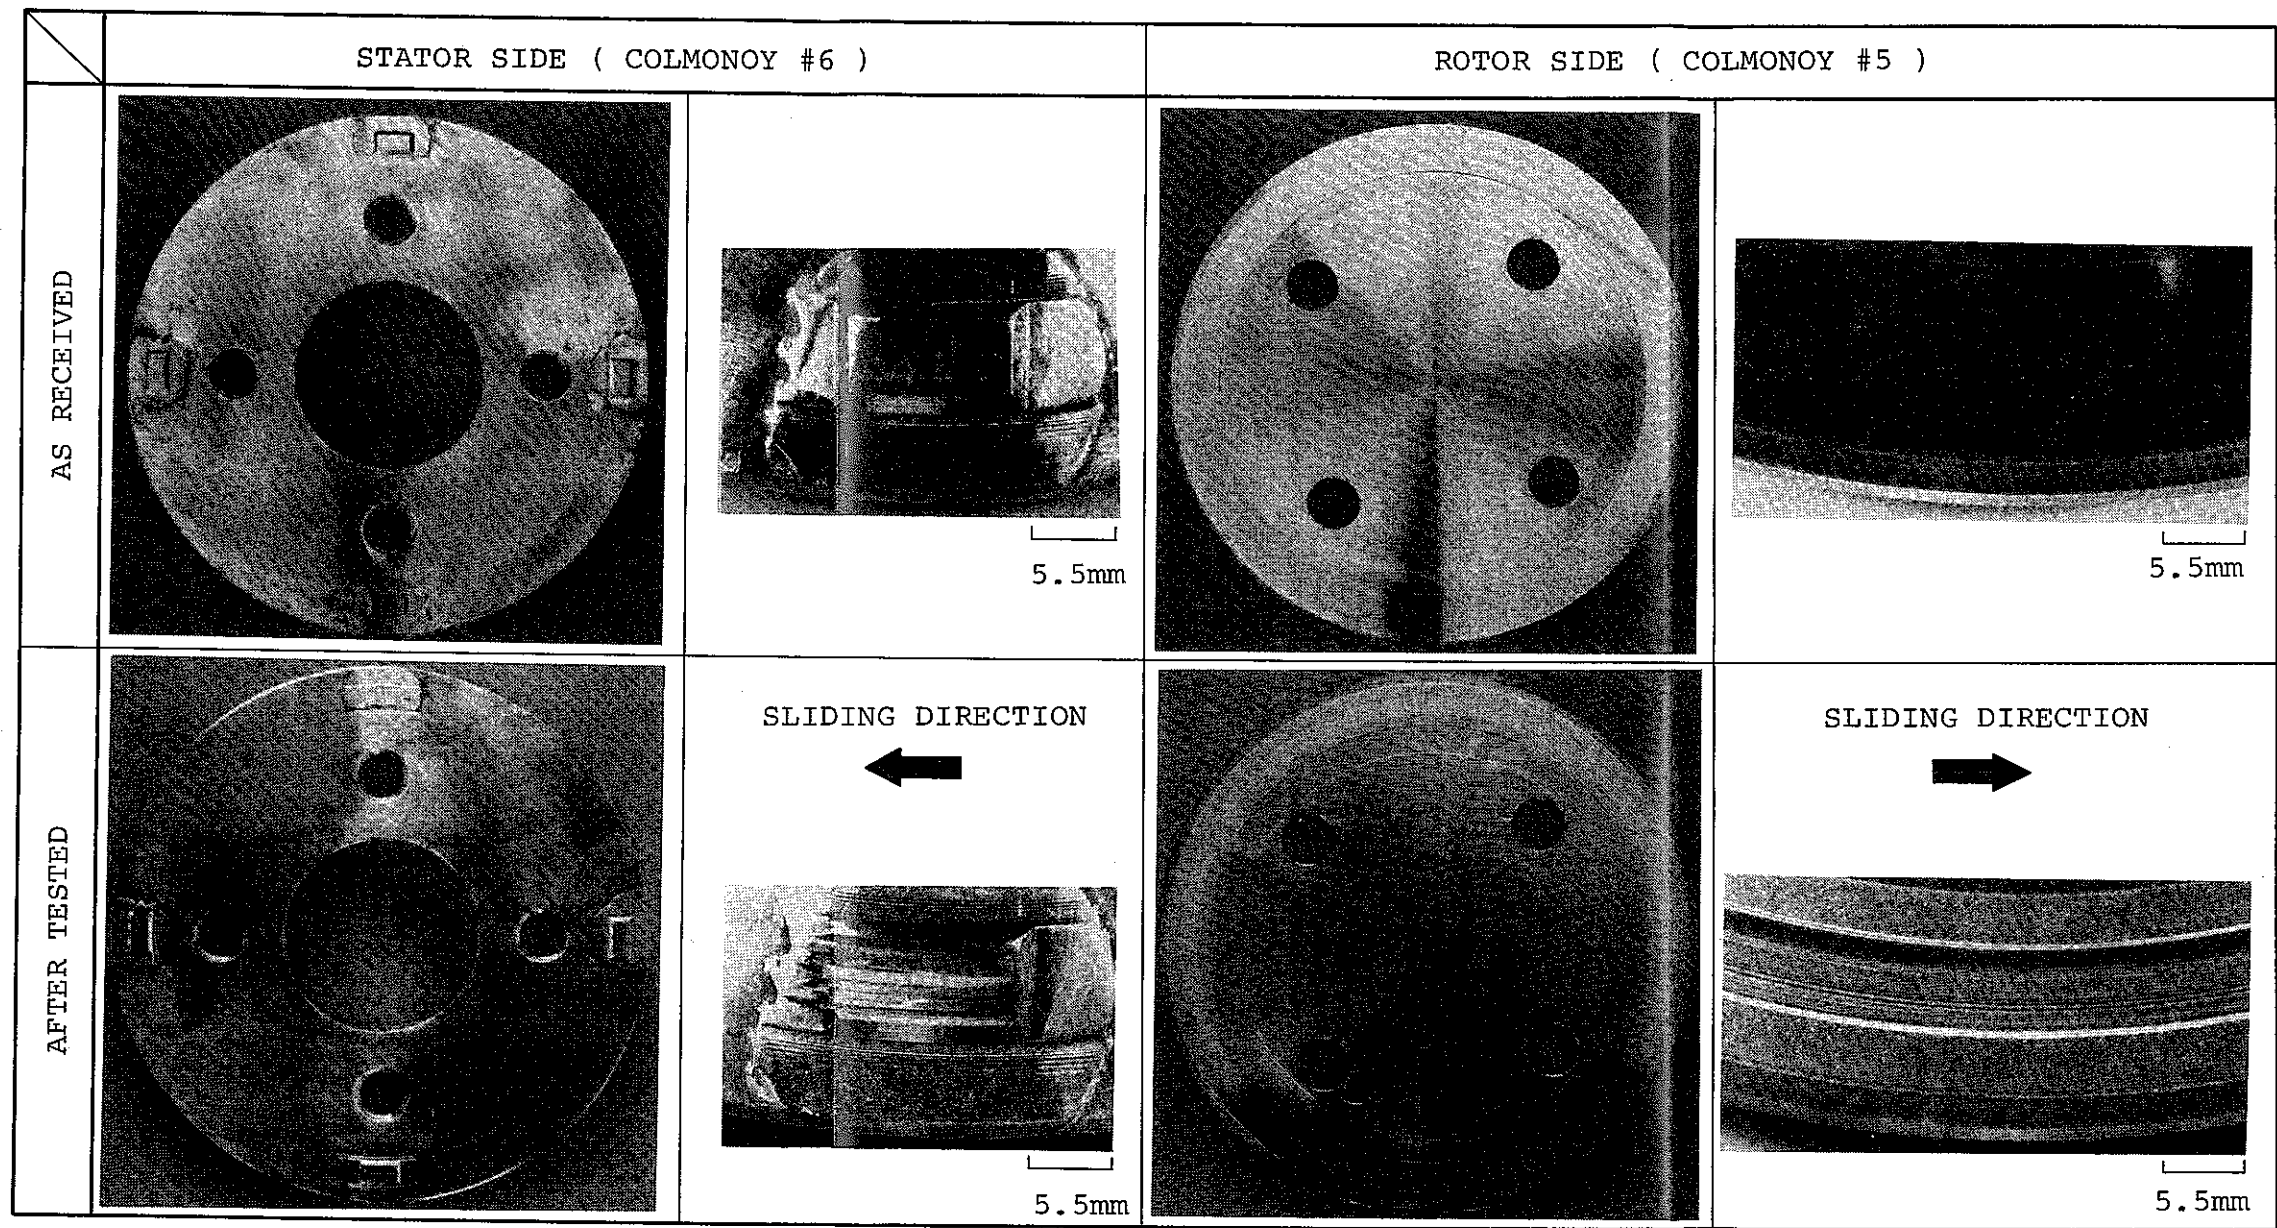 STATOR SIDE ( COLMONOY #6 )
ROTOR SIDE ( COLMONOY #5 )
AS RECEIVED
5.5mm
5.5mm
AFTER TESTED
SLIDING DIRECTION
5.5mm
SLIDING DIRECTION
5.5mm